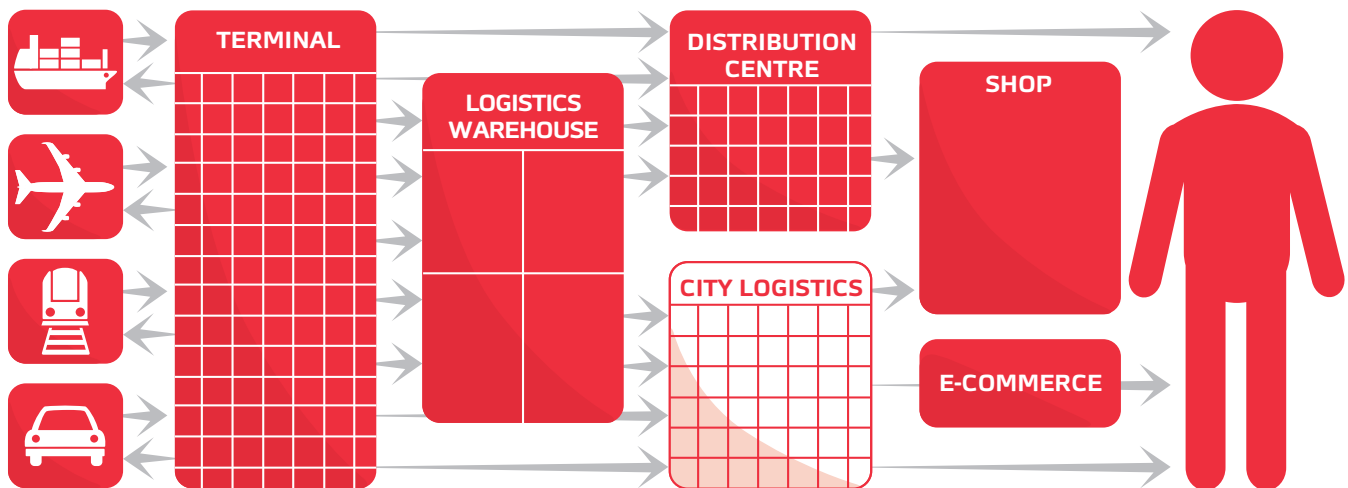 TERMINAL
LOGISTICS
WAREHOUSE
DISTRIBUTION
CENTRE
CITY LOGISTICS
SHOP
E-COMMERCE